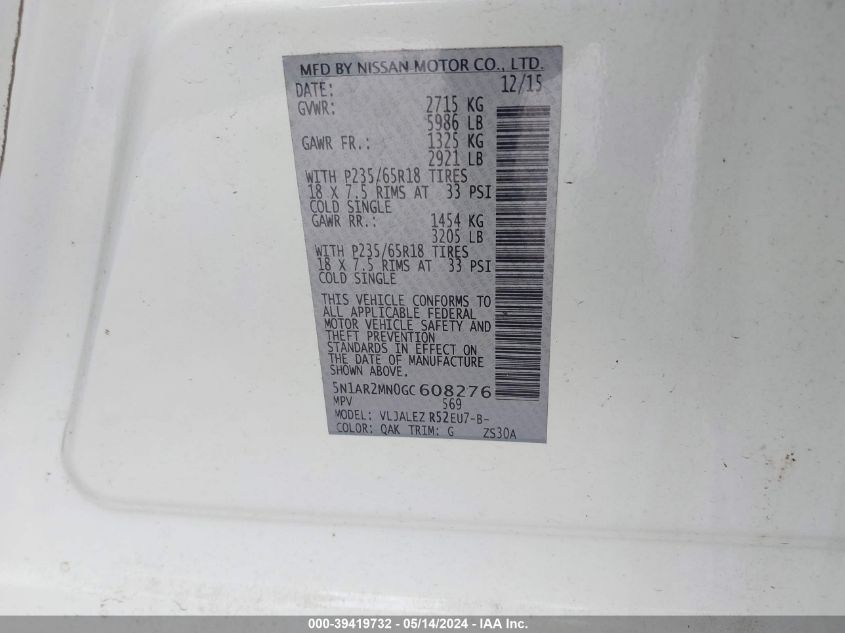 MFD BY NISSAN MOTOR CO., LTD.
DATE: 12/15
GVWR: 2715 KG
5986 LB
GAWR FR.: 1325 KG
2921 LB
WITH P235/65R18 TIRES
18 X 7.5 RIMS AT 33 PSI
COLD SINGLE
GAWR RR.: 1454 KG
3205 LB
WITH P235/65R18 TIRES
18 X 7.5 RIMS AT 33 PSI
COLD SINGLE
THIS VEHICLE CONFORMS TO
ALL APPLICABLE FEDERAL
MOTOR VEHICLE SAFETY AND
THEFT PREVENTION
STANDARDS IN EFFECT ON
THE DATE OF MANUFACTURE
SHOWN ABOVE.
5N1AR2MN0GC608276
MPV 569
MODEL: VLJALEZ R52EU7-B-
COLOR: QAK TRIM: G ZS30A
000-39419732 - 05/14/2024 - IAA Inc.